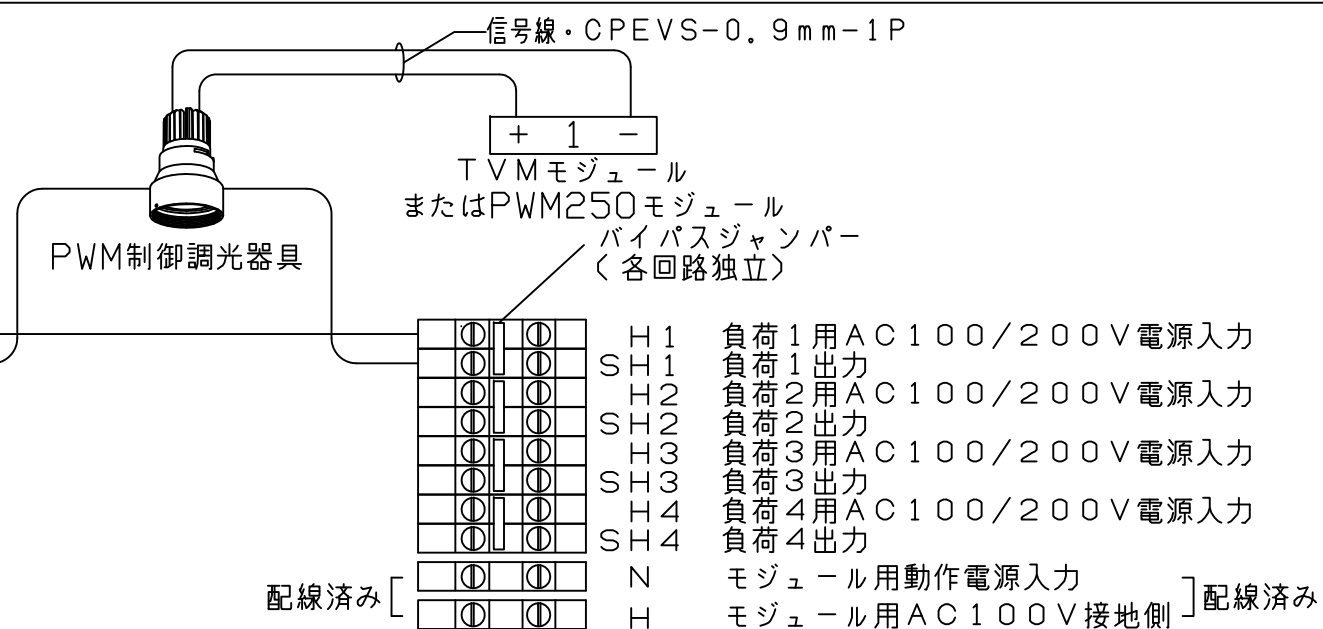 信号線・CPEVS-0.9mm-1P
+ 1 -
TVMモジュール
またはPWM250モジュール
PWM制御調光器具
バイパスジャンパー
(各回路独立)
H1 負荷1用AC100/200V電源入力
SH1 負荷1出力
H2 負荷2用AC100/200V電源入力
SH2 負荷2出力
H3 負荷3用AC100/200V電源入力
SH3 負荷3出力
H4 負荷4用AC100/200V電源入力
SH4 負荷4出力
配線済み N モジュール用動作電源入力 配線済み
H モジュール用AC100V接地側